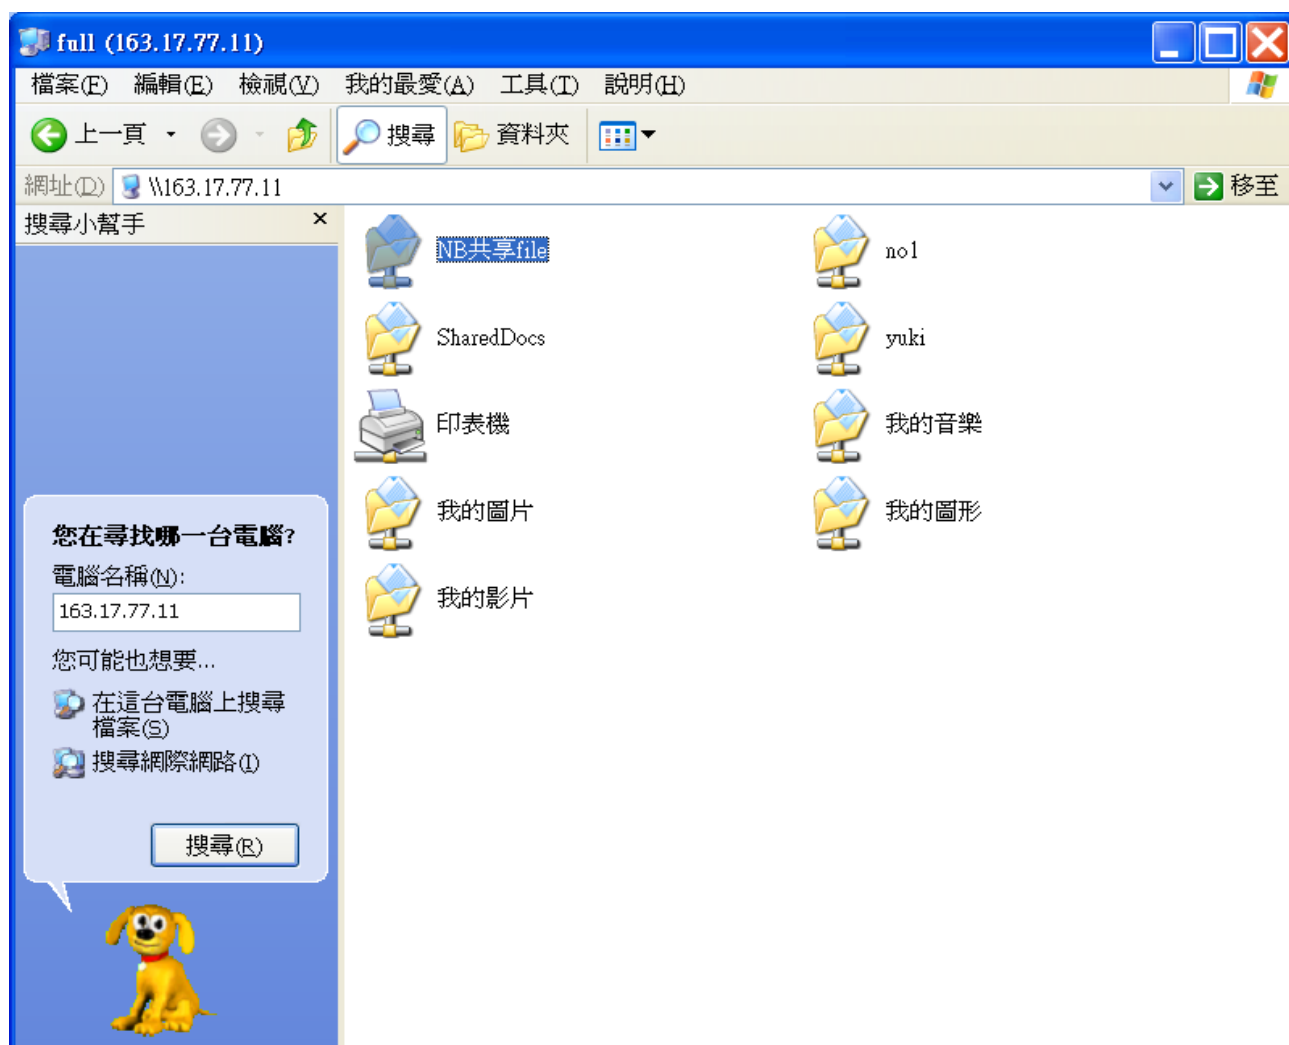 full (163.17.77.11)
檔案(F) 編輯(E) 檢視(V) 我的最愛(A) 工具(T) 說明(H)
上一頁 搜尋 資料夾
網址(D) \\163.17.77.11 移至
搜尋小幫手 ×
NB共享file no1
SharedDocs yuki
印表機 我的音樂
我的圖片 我的圖形
我的影片
您在尋找哪一台電腦?
電腦名稱(N):
163.17.77.11
您可能也想要...
在這台電腦上搜尋
檔案(S)
搜尋網際網路(I)
搜尋(R)